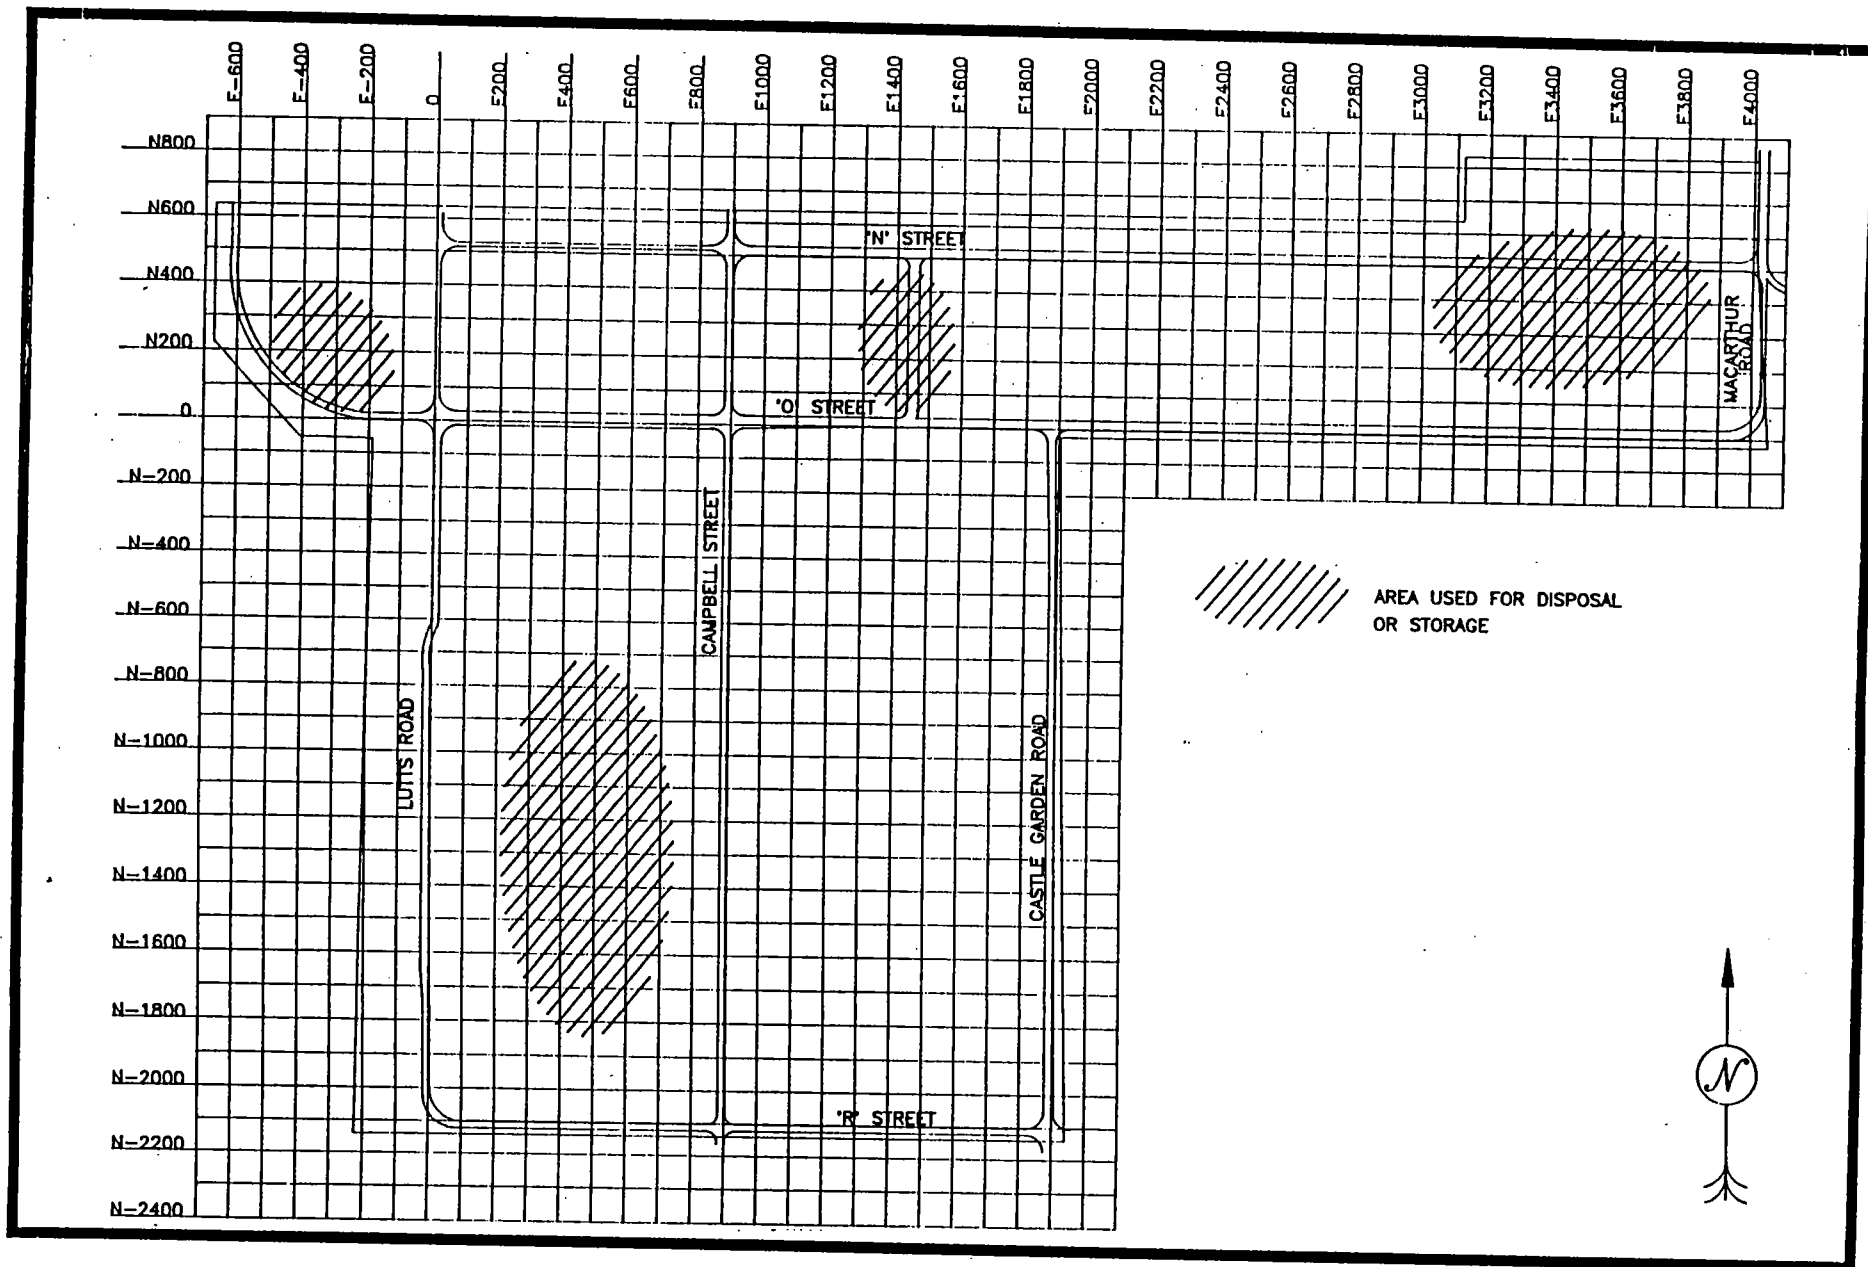 E-600
E-400
E-200
0
E200
E400
E600
E800
E1000
E1200
E1400
E1600
E1800
E2000
E2200
E2400
E2600
E2800
E3000
E3200
E3400
E3600
E3800
E4000
N800
N600
N400
N200
0
N-200
N-400
N-600
N-800
N-1000
N-1200
N-1400
N-1600
N-1800
N-2000
N-2200
N-2400
'N' STREET
'O' STREET
MACARTHUR
ROAD
CAMPBELL STREET
LUTTS ROAD
CASTLE GARDEN ROAD
'R' STREET
AREA USED FOR DISPOSAL
OR STORAGE
N